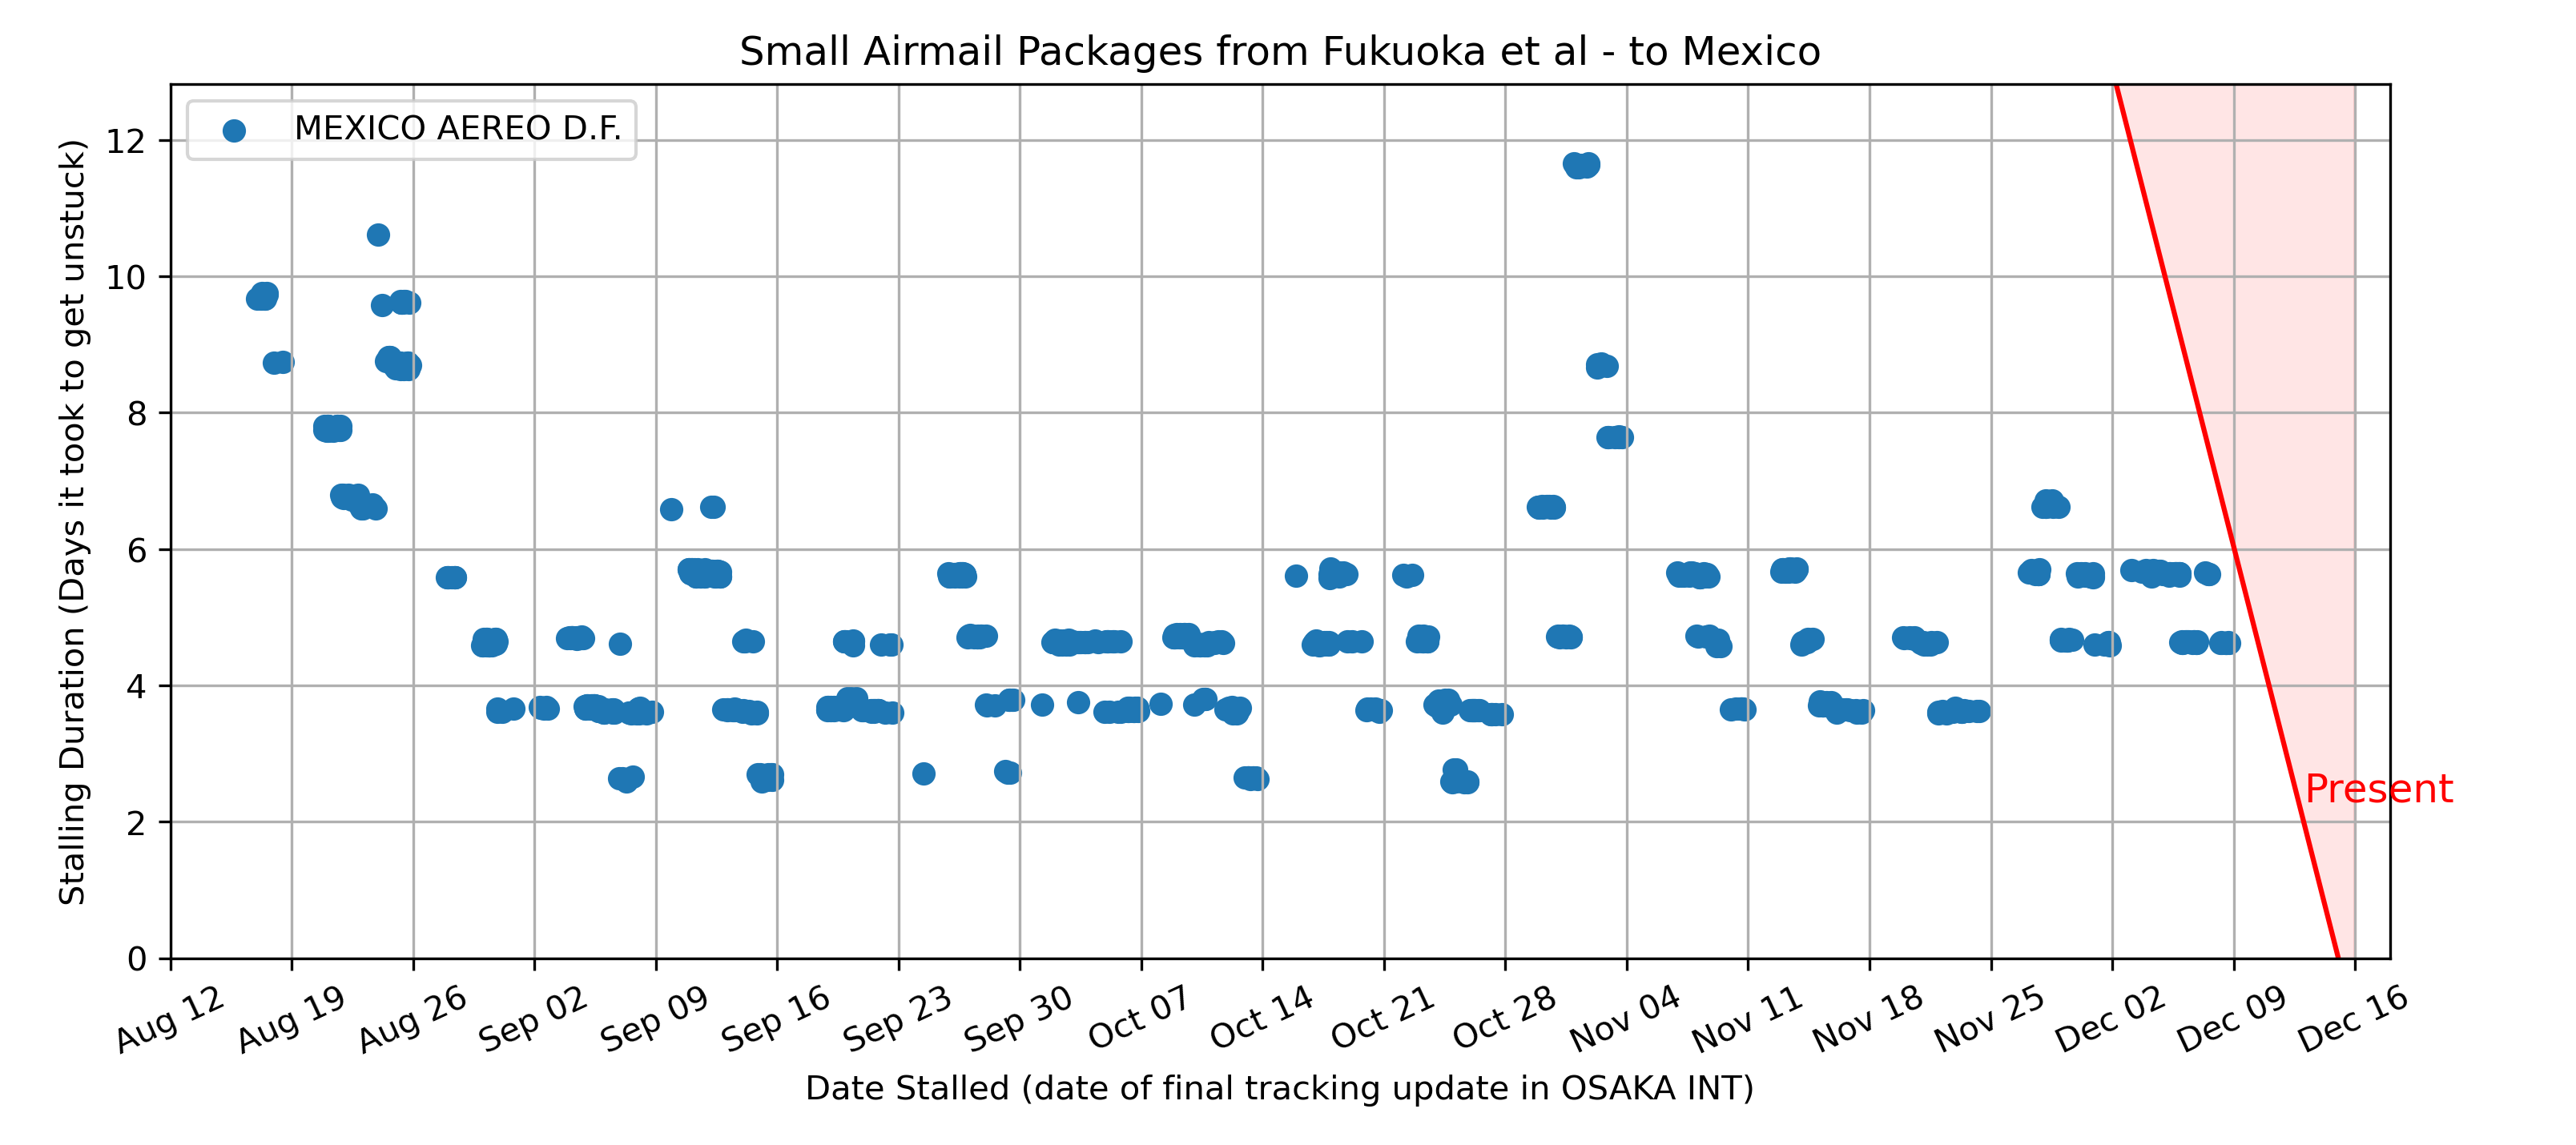 Small Airmail Packages from Fukuoka et al - to Mexico
MEXICO AEREO D.F.
Stalling Duration (Days it took to get unstuck)
12
10
8
6
4
2
0
Present
Aug 12
Aug 19
Aug 26
Sep 02
Sep 09
Sep 16
Sep 23
Sep 30
Oct 07
Oct 14
Oct 21
Oct 28
Nov 04
Nov 11
Nov 18
Nov 25
Dec 02
Dec 09
Dec 16
Date Stalled (date of final tracking update in OSAKA INT)